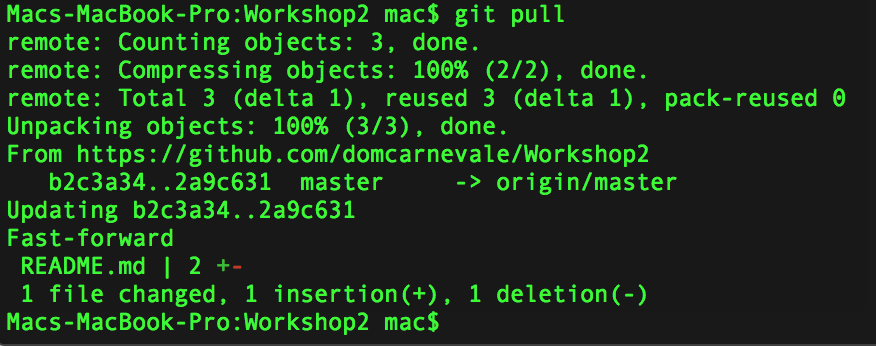 Macs-MacBook-Pro:Workshop2 mac$ git pull
remote: Counting objects: 3, done.
remote: Compressing objects: 100% (2/2), done.
remote: Total 3 (delta 1), reused 3 (delta 1), pack-reused 0
Unpacking objects: 100% (3/3), done.
From https://github.com/domcarnevale/Workshop2
   b2c3a34..2a9c631  master     -> origin/master
Updating b2c3a34..2a9c631
Fast-forward
 README.md | 2 +-
 1 file changed, 1 insertion(+), 1 deletion(-)
Macs-MacBook-Pro:Workshop2 mac$